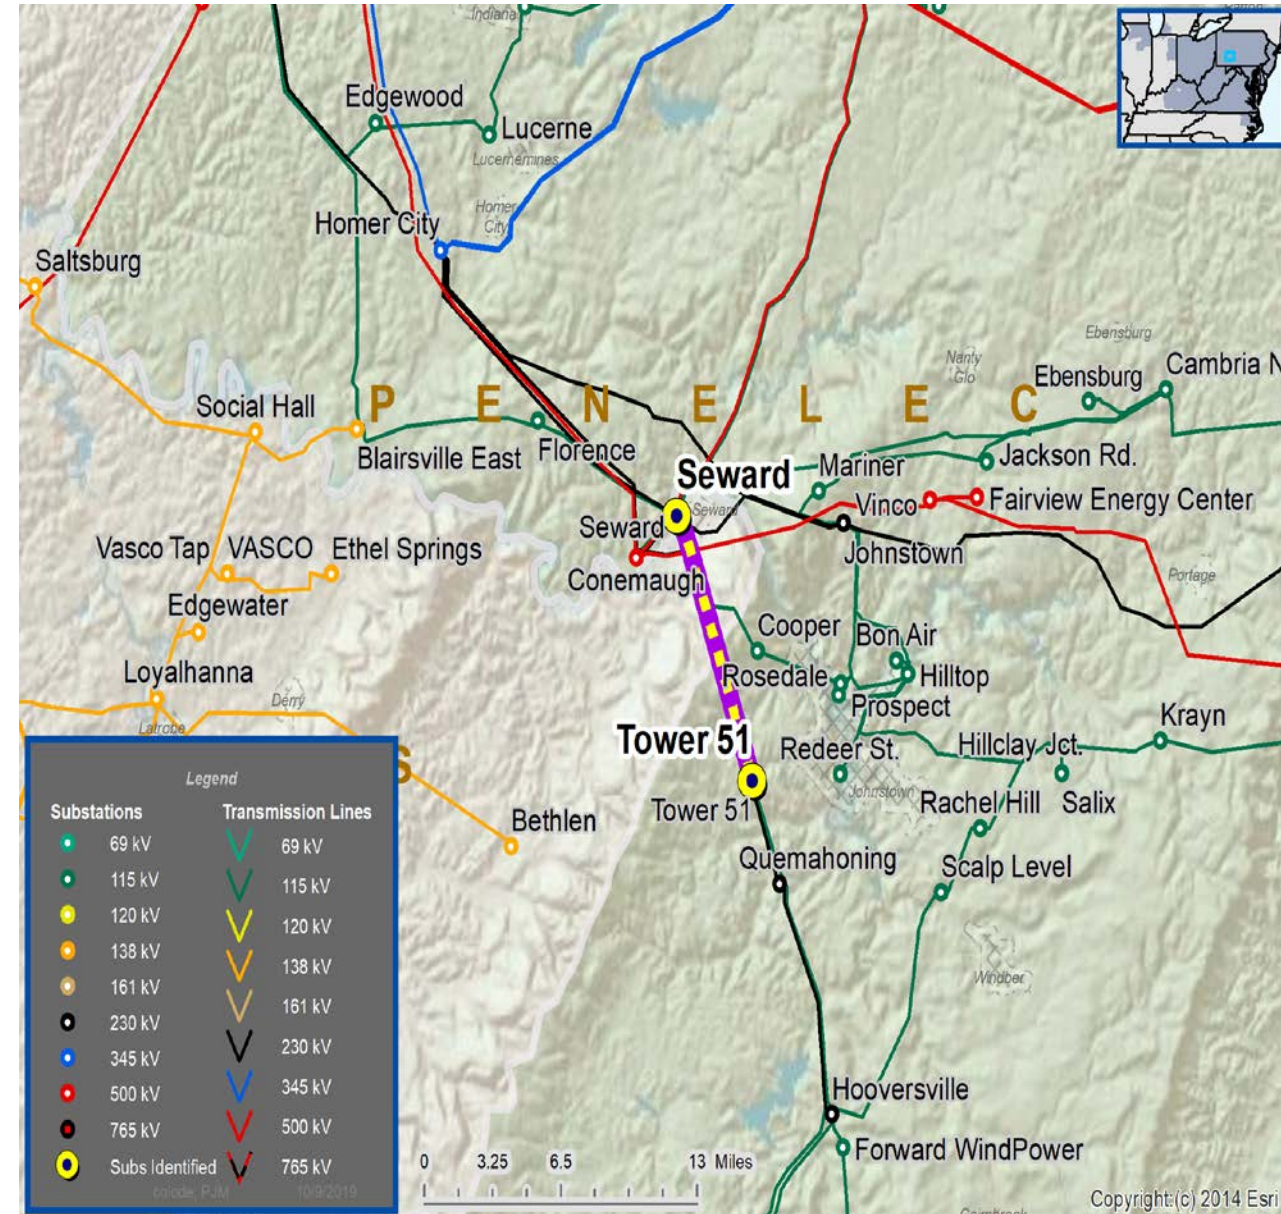 Indiana
Edgewood
Lucerne
Lucernemines
Homer City
Homer
City
Saltsburg
Ebensburg
Nanty
Glo
Ebensburg
Cambria N
Social Hall
P E N E L E C
Blairsville East
Florence
Seward
Mariner
Jackson Rd.
Seward
Seward
Vinco
Fairview Energy Center
Vasco Tap
VASCO
Ethel Springs
Conemaugh
Johnstown
Portage
Edgewater
Cooper
Bon Air
Loyalhanna
Rosedale
Hilltop
Derry
Prospect
Latrobe
Tower 51
Redeer St.
Hillclay Jct.
Krayn
S
Johnstown
Tower 51
Rachel Hill
Salix
Bethlen
Quemahoning
Scalp Level
Windber
Hooversville
Forward WindPower
Legend
Substations Transmission Lines
69 kV 69 kV
115 kV 115 kV
120 kV 120 kV
138 kV 138 kV
161 kV 161 kV
230 kV 230 kV
345 kV 345 kV
500 kV 500 kV
765 kV 765 kV
Subs Identified
PJM 10/9/2019
0 3.25 6.5 13 Miles
Copyright:(c) 2014 Esri